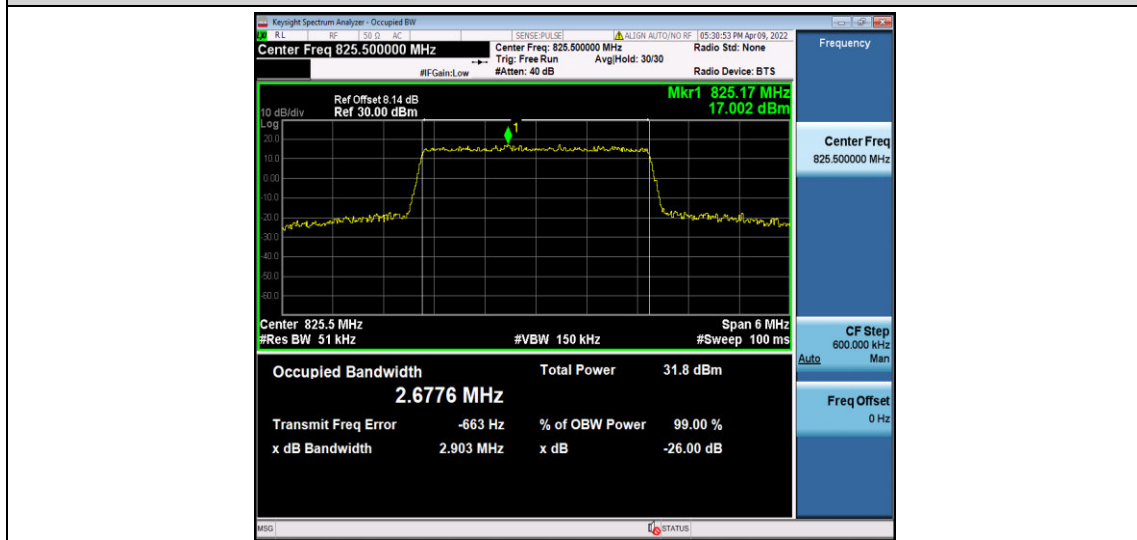 Keysight Spectrum Analyzer - Occupied BW
RL RF 50 Ω AC SENSE:PULSE ALIGN AUTO/NO RF 05:30:53 PM Apr 09, 2022
Center Freq 825.500000 MHz Center Freq: 825.500000 MHz Radio Std: None
Trig: Free Run Avg|Hold: 30/30
#IFGain:Low #Atten: 40 dB Radio Device: BTS
Frequency
Mkr1 825.17 MHz
17.002 dBm
Ref Offset 8.14 dB
10 dB/div Ref 30.00 dBm
Log
1
20.0
10.0
0.00
-10.0
-20.0
-30.0
-40.0
-50.0
-60.0
Center Freq
825.500000 MHz
Center 825.5 MHz Span 6 MHz
#Res BW 51 kHz #VBW 150 kHz #Sweep 100 ms
CF Step
600.000 kHz
Auto Man
Occupied Bandwidth Total Power 31.8 dBm
2.6776 MHz
Transmit Freq Error -663 Hz % of OBW Power 99.00 %
x dB Bandwidth 2.903 MHz x dB -26.00 dB
Freq Offset
0 Hz
MSG STATUS